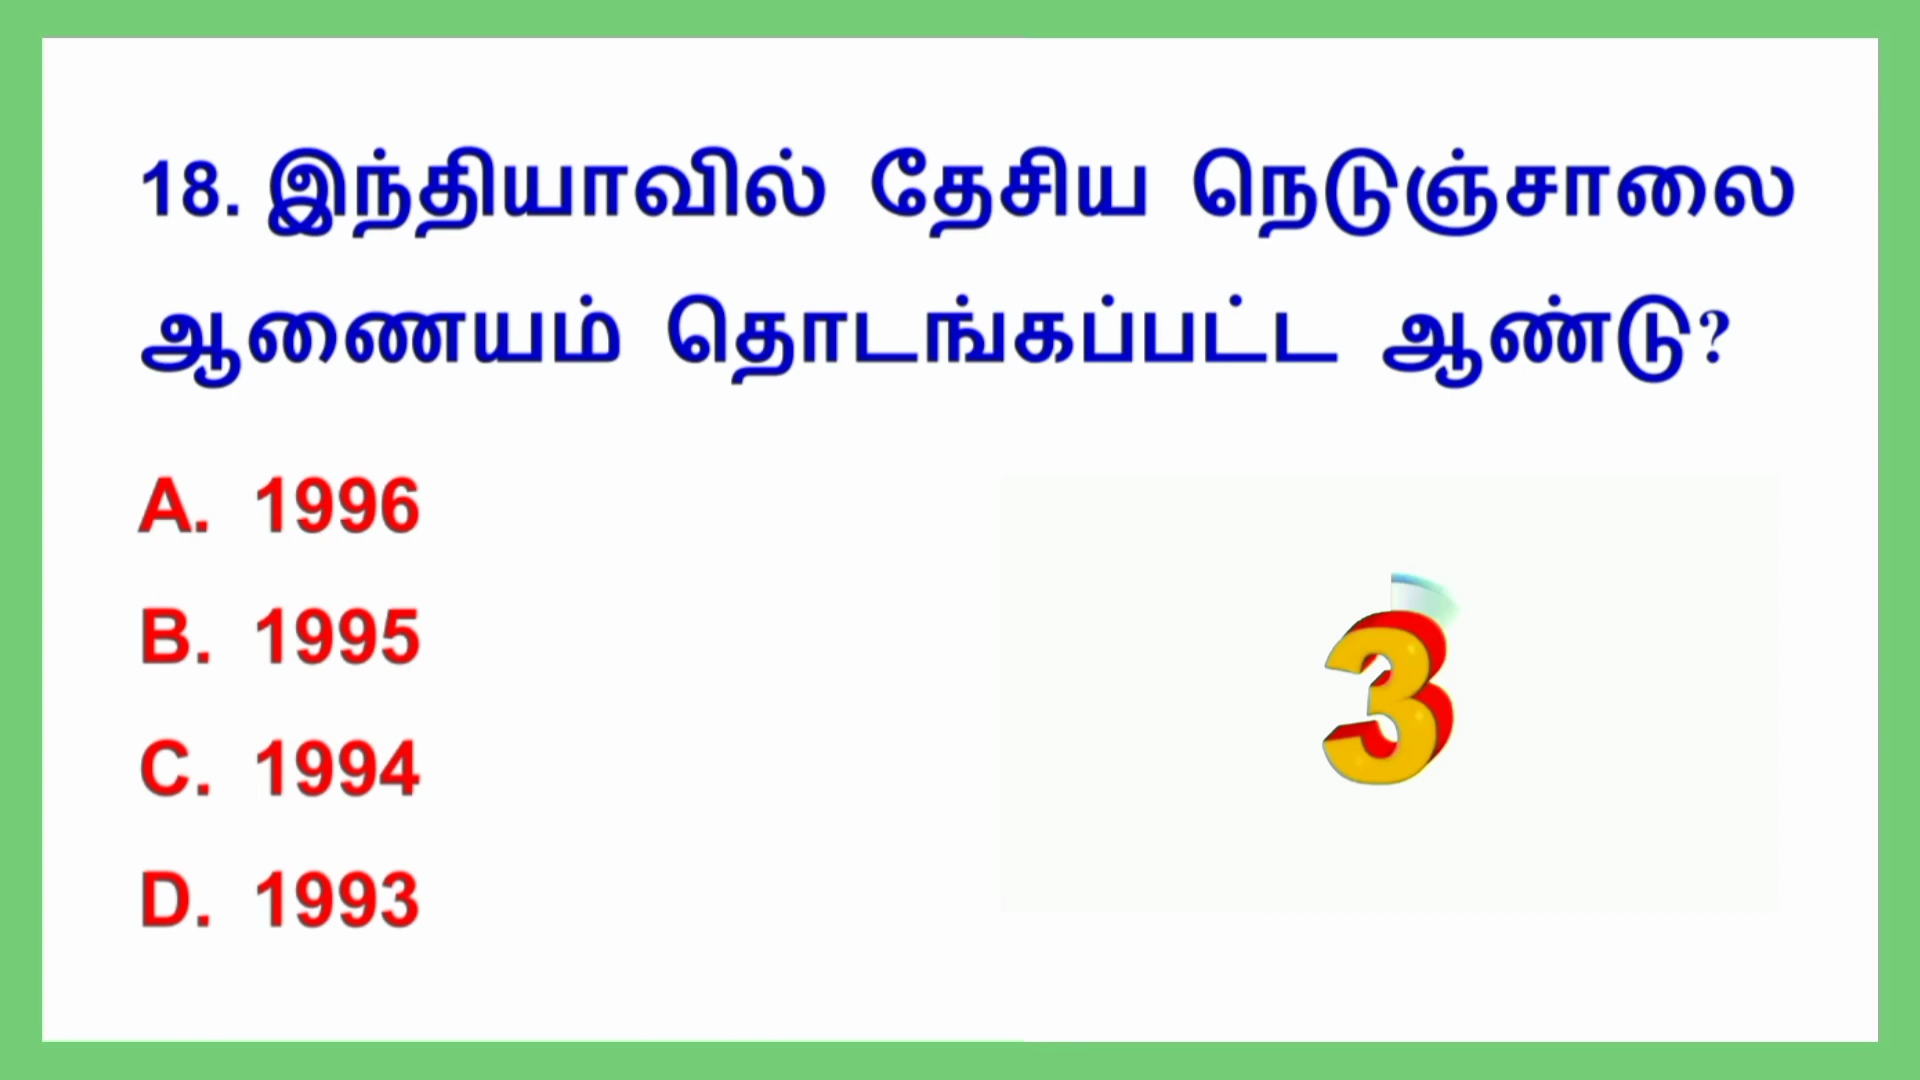 18. இந்தியாவில் தேசிய நெடுஞ்சாலை
ஆணையம் தொடங்கப்பட்ட ஆண்டு?
A. 1996
B. 1995
C. 1994
D. 1993
3